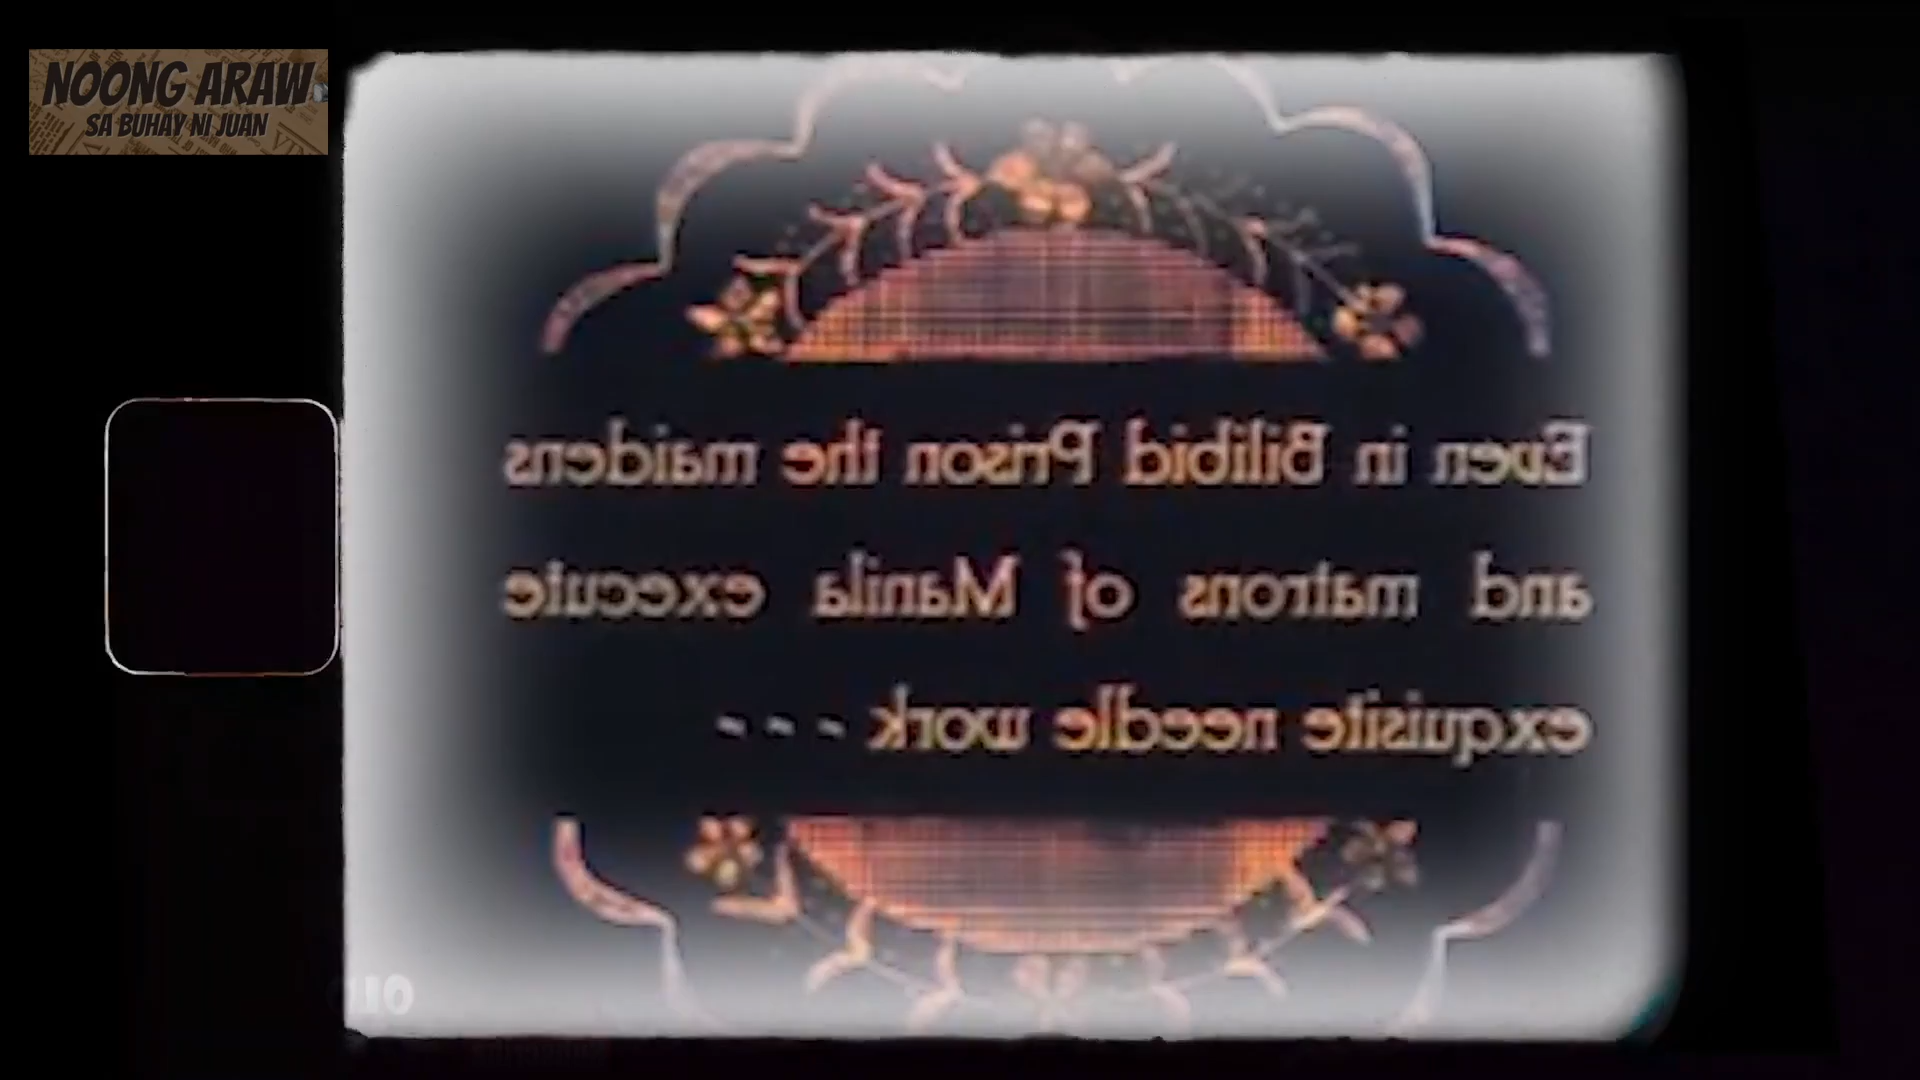 NOONG ARAW
SA BUHAY NI JUAN
Even in Bilibid Prison the maidens
and matrons of Manila execute
exquisite needle work - - -